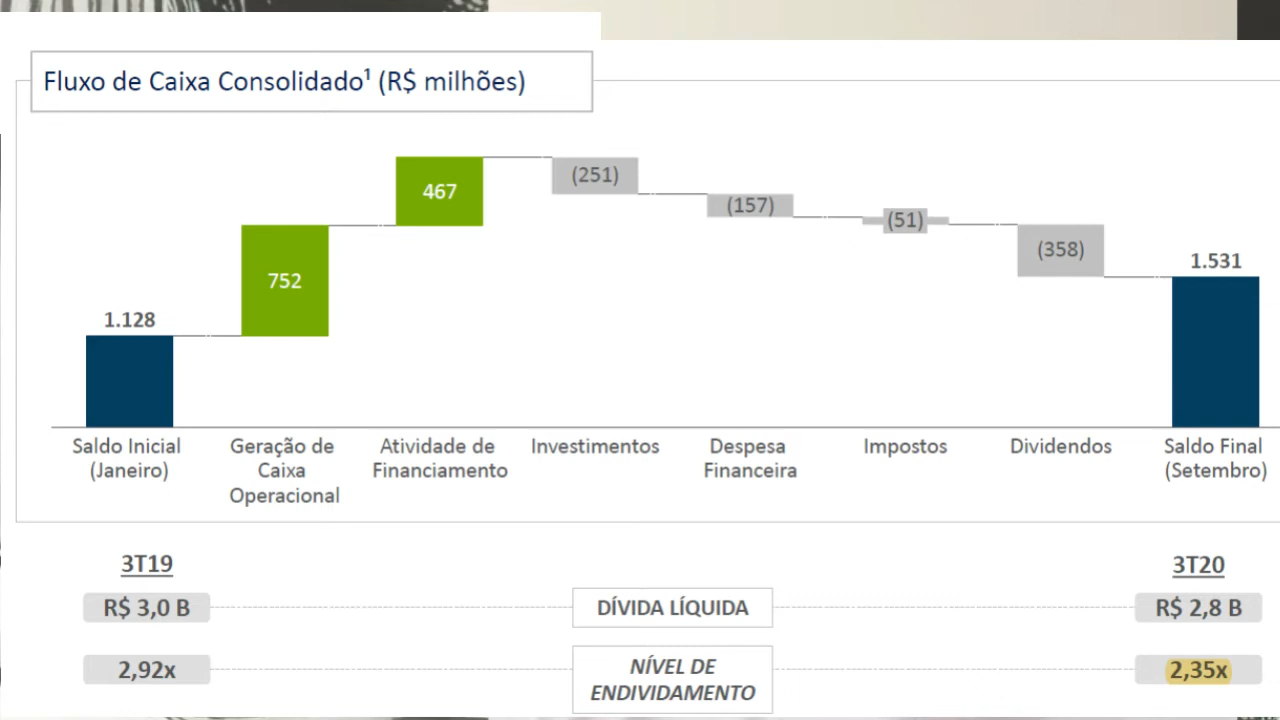 Fluxo de Caixa Consolidado¹ (R$ milhões)
1.128
752
467
(251)
(157)
(51)
(358)
1.531
Saldo Inicial
(Janeiro)
Geração de
Caixa
Operacional
Atividade de
Financiamento
Investimentos
Despesa
Financeira
Impostos
Dividendos
Saldo Final
(Setembro)
3T19
3T20
R$ 3,0 B
DÍVIDA LÍQUIDA
R$ 2,8 B
2,92x
NÍVEL DE
ENDIVIDAMENTO
2,35x